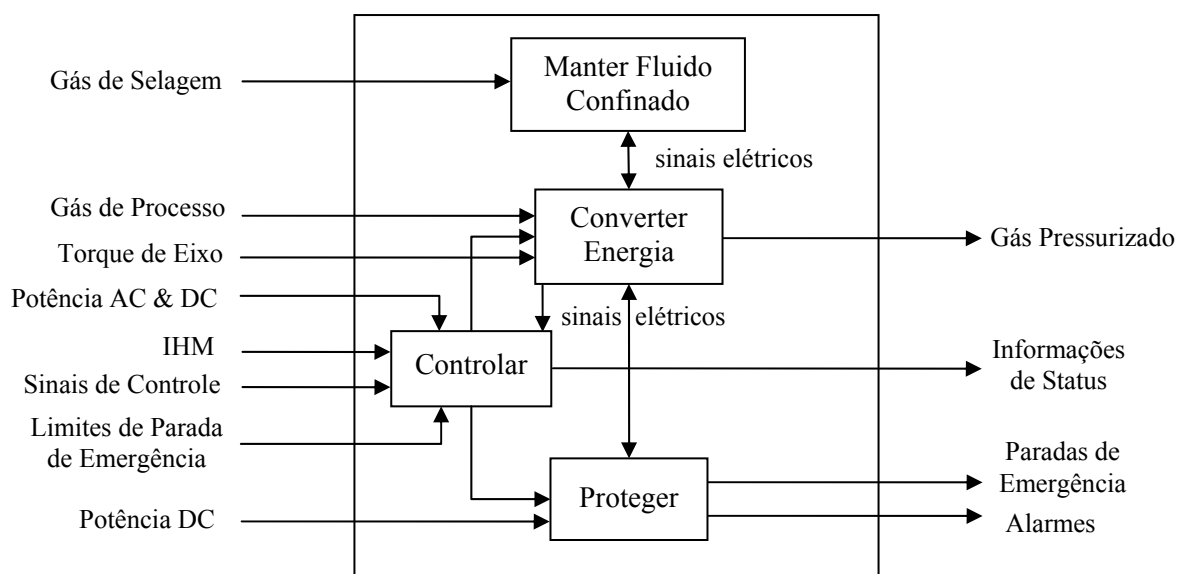 Gás de Selagem
Manter Fluido
Confinado
sinais elétricos
Gás de Processo
Torque de Eixo
Converter
Energia
Gás Pressurizado
Potência AC & DC
sinais elétricos
IHM
Sinais de Controle
Controlar
Informações
de Status
Limites de Parada
de Emergência
Proteger
Paradas de
Emergência
Potência DC
Alarmes